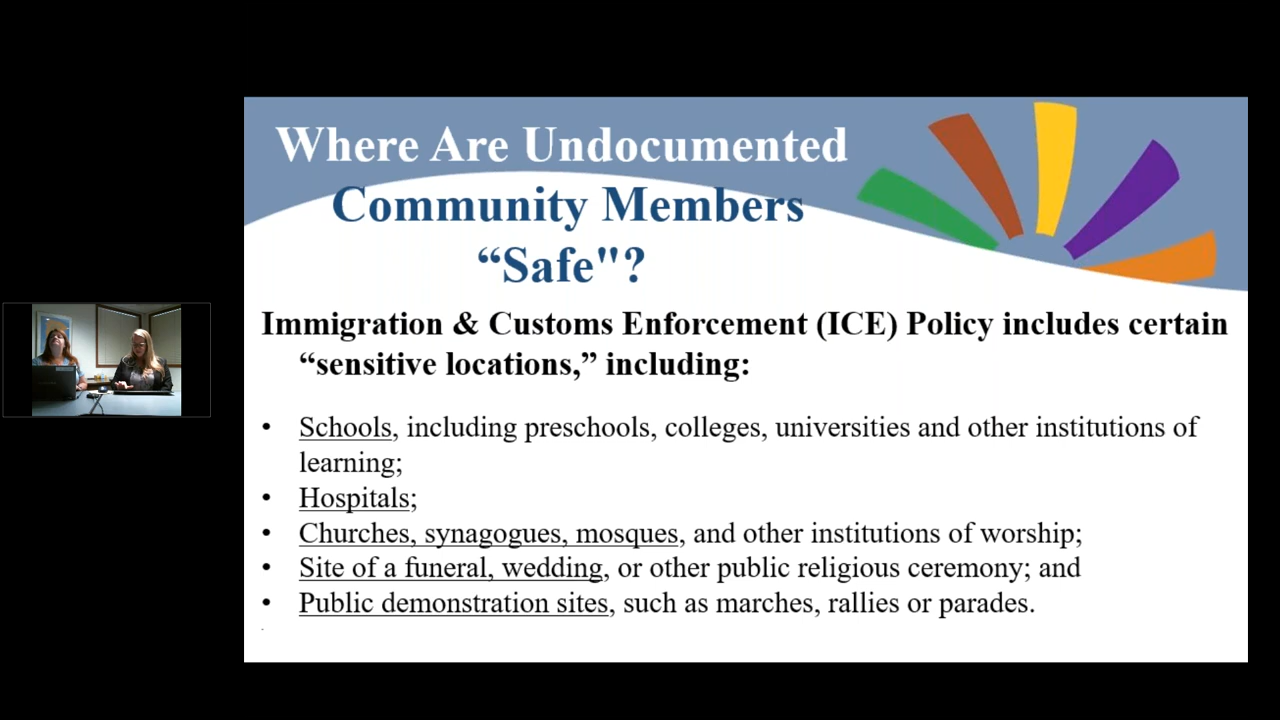 Where Are Undocumented
Community Members
“Safe"?
Immigration & Customs Enforcement (ICE) Policy includes certain
“sensitive locations,” including:
• Schools, including preschools, colleges, universities and other institutions of
learning;
• Hospitals;
• Churches, synagogues, mosques, and other institutions of worship;
• Site of a funeral, wedding, or other public religious ceremony; and
• Public demonstration sites, such as marches, rallies or parades.